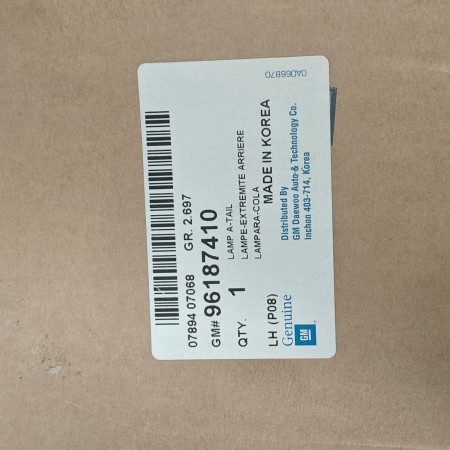 0AD66870
07894 07068 GR. 2.697
GM# 96187410
QTY. 1
LAMP A-TAIL
LAMPE-EXTREMITE ARRIERE
LAMPARA-COLA
LH (P08) MADE IN KOREA
Genuine
GM
Distributed By
GM Daewoo Auto & Technology Co.
Inchon 403-714, Korea